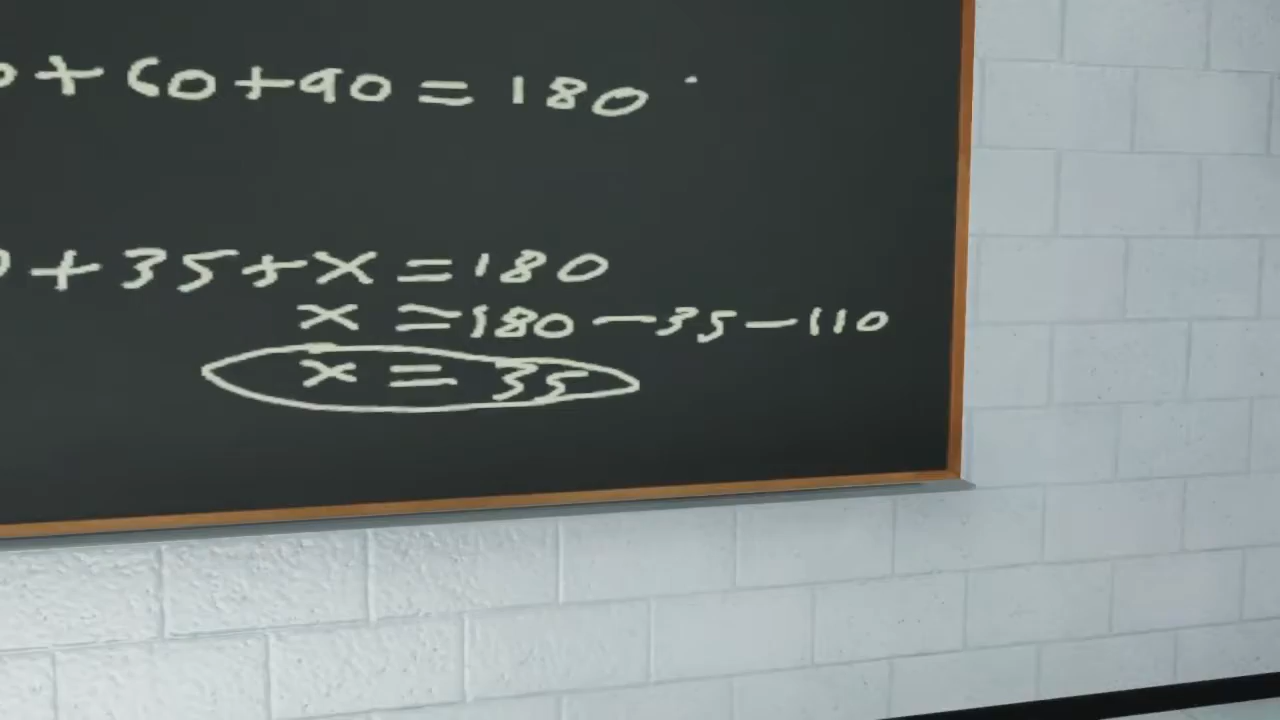 + 60 + 90 = 180
+ 35 + x = 180
x = 180 - 35 - 110
x = 35